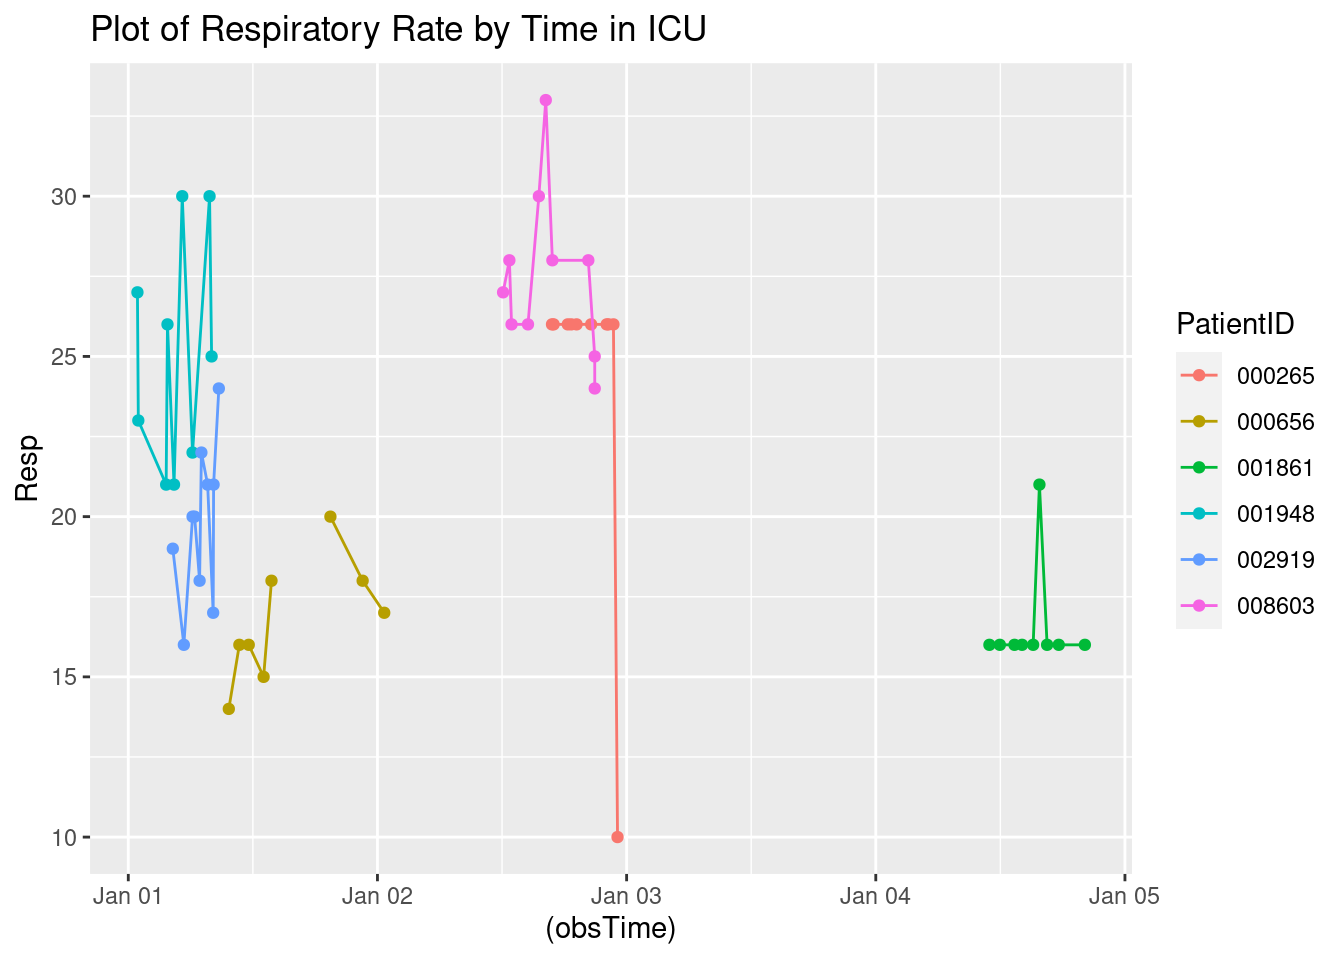 Plot of Respiratory Rate by Time in ICU
Resp
30
25
20
15
10
Jan 01 Jan 02 Jan 03 Jan 04 Jan 05
(obsTime)
PatientID
000265
000656
001861
001948
002919
008603